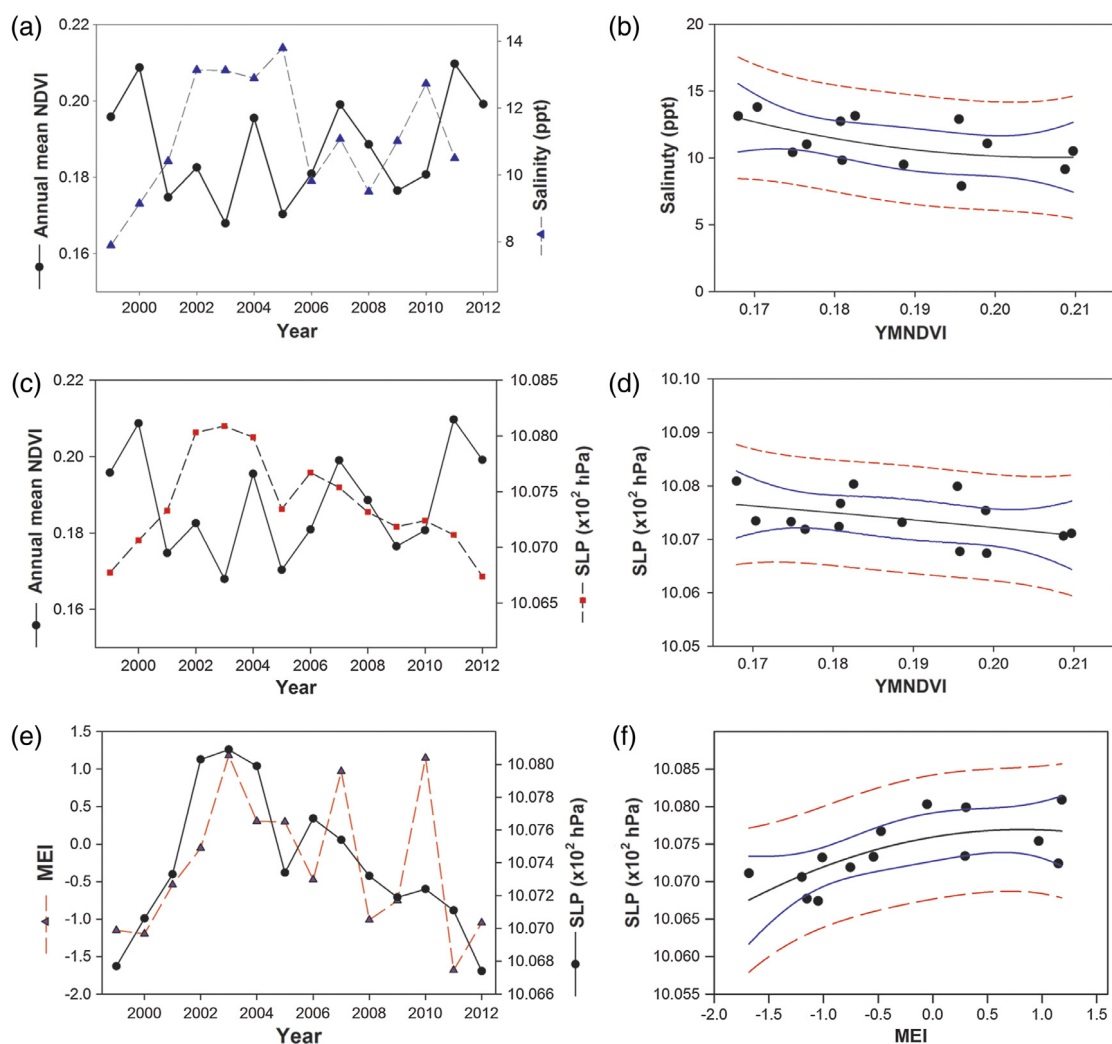 (a)
0.22
0.20
0.18
0.16
Annual mean NDVI
14
12
10
8
Salinity (ppt)
2000 2002 2004 2006 2008 2010 2012
Year
(b)
20
15
10
5
0
Salinuty (ppt)
0.17 0.18 0.19 0.20 0.21
YMNDVI
(c)
0.22
0.20
0.18
0.16
Annual mean NDVI
10.085
10.080
10.075
10.070
10.065
SLP (x10² hPa)
2000 2002 2004 2006 2008 2010 2012
Year
(d)
10.10
10.09
10.08
10.07
10.06
10.05
SLP (x10² hPa)
0.17 0.18 0.19 0.20 0.21
YMNDVI
(e)
1.5
1.0
0.5
0.0
-0.5
-1.0
-1.5
-2.0
MEI
10.080
10.078
10.076
10.074
10.072
10.070
10.068
10.066
SLP (x10² hPa)
2000 2002 2004 2006 2008 2010 2012
Year
(f)
10.085
10.080
10.075
10.070
10.065
10.060
10.055
SLP (x10² hPa)
-2.0 -1.5 -1.0 -0.5 0.0 0.5 1.0 1.5
MEI